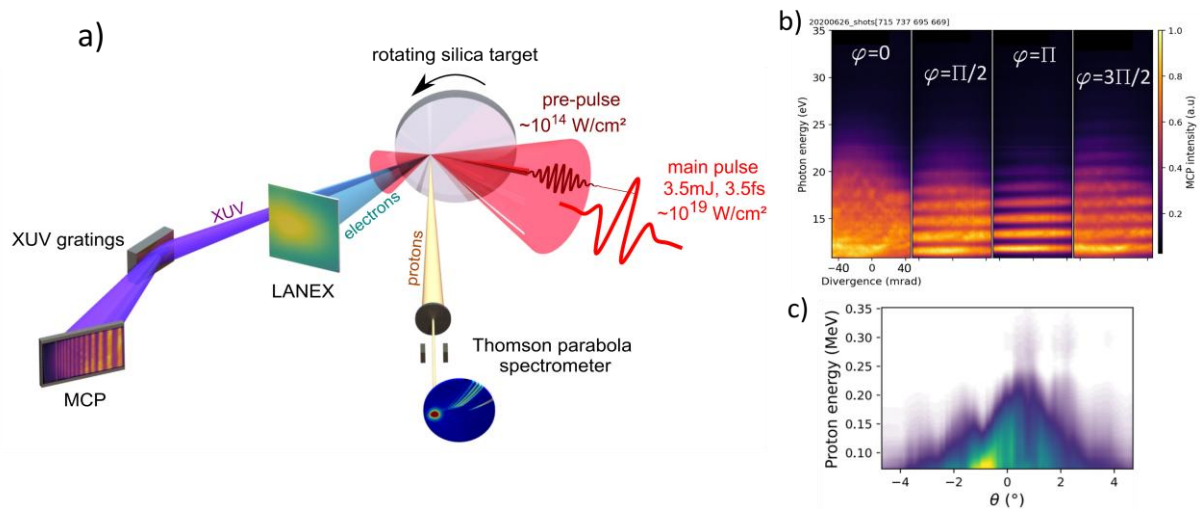 a)
rotating silica target
pre-pulse
~10¹⁴ W/cm²
main pulse
3.5mJ, 3.5fs
~10¹⁹ W/cm²
XUV
electrons
XUV gratings
LANEX
protons
MCP
Thomson parabola
spectrometer
b)
20200626_shots[715 737 695 669]
φ=0
φ=Π/2
φ=Π
φ=3Π/2
Photon energy (eV)
35
30
25
20
15
−40
0
40
Divergence (mrad)
1.0
0.8
0.6
0.4
0.2
MCP intensity (a.u)
c)
Proton energy (MeV)
0.35
0.30
0.25
0.20
0.15
0.10
−4
−2
0
2
4
θ (°)